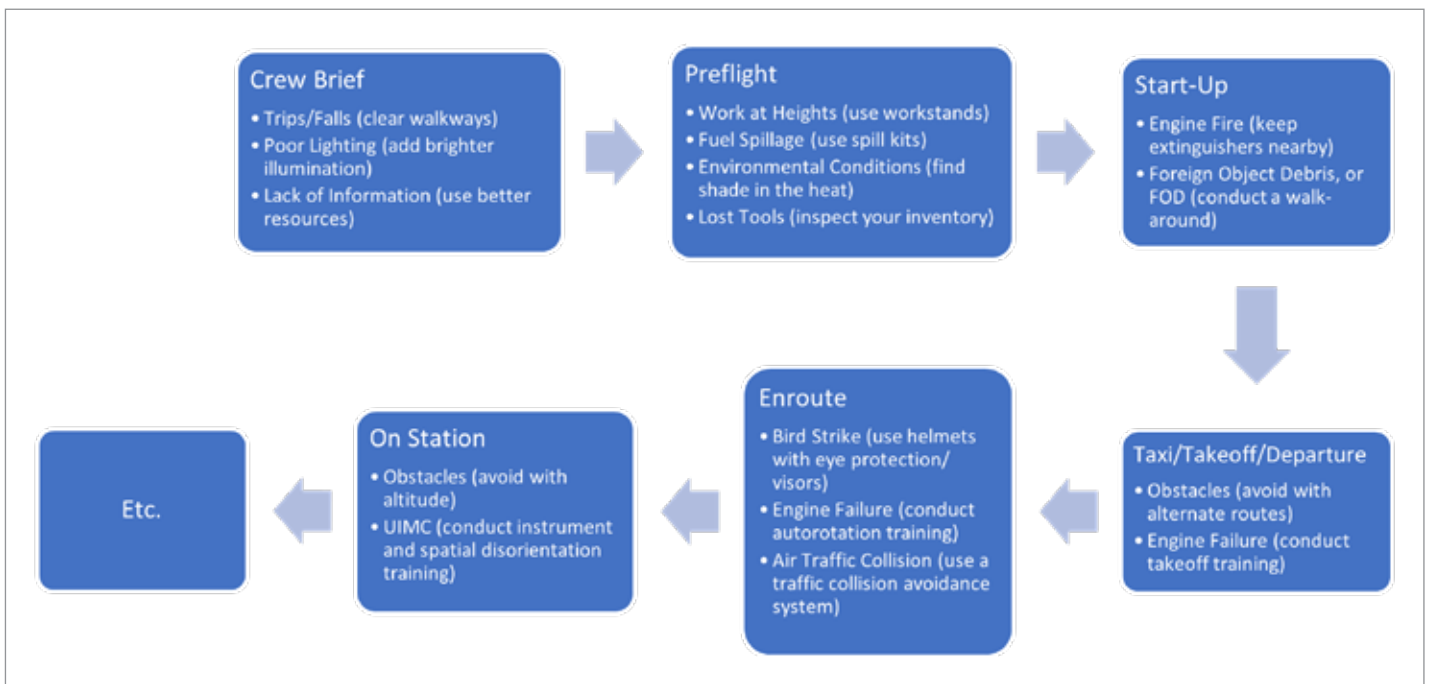 Crew Brief
• Trips/Falls (clear walkways)
• Poor Lighting (add brighter
illumination)
• Lack of Information (use better
resources)
Preflight
• Work at Heights (use workstands)
• Fuel Spillage (use spill kits)
• Environmental Conditions (find
shade in the heat)
• Lost Tools (inspect your inventory)
Start-Up
• Engine Fire (keep
extinguishers nearby)
• Foreign Object Debris, or
FOD (conduct a walk-
around)
Taxi/Takeoff/Departure
• Obstacles (avoid with
alternate routes)
• Engine Failure (conduct
takeoff training)
Enroute
• Bird Strike (use helmets
with eye protection/
visors)
• Engine Failure (conduct
autorotation training)
• Air Traffic Collision (use a
traffic collision avoidance
system)
On Station
• Obstacles (avoid with
altitude)
• UIMC (conduct instrument
and spatial disorientation
training)
Etc.